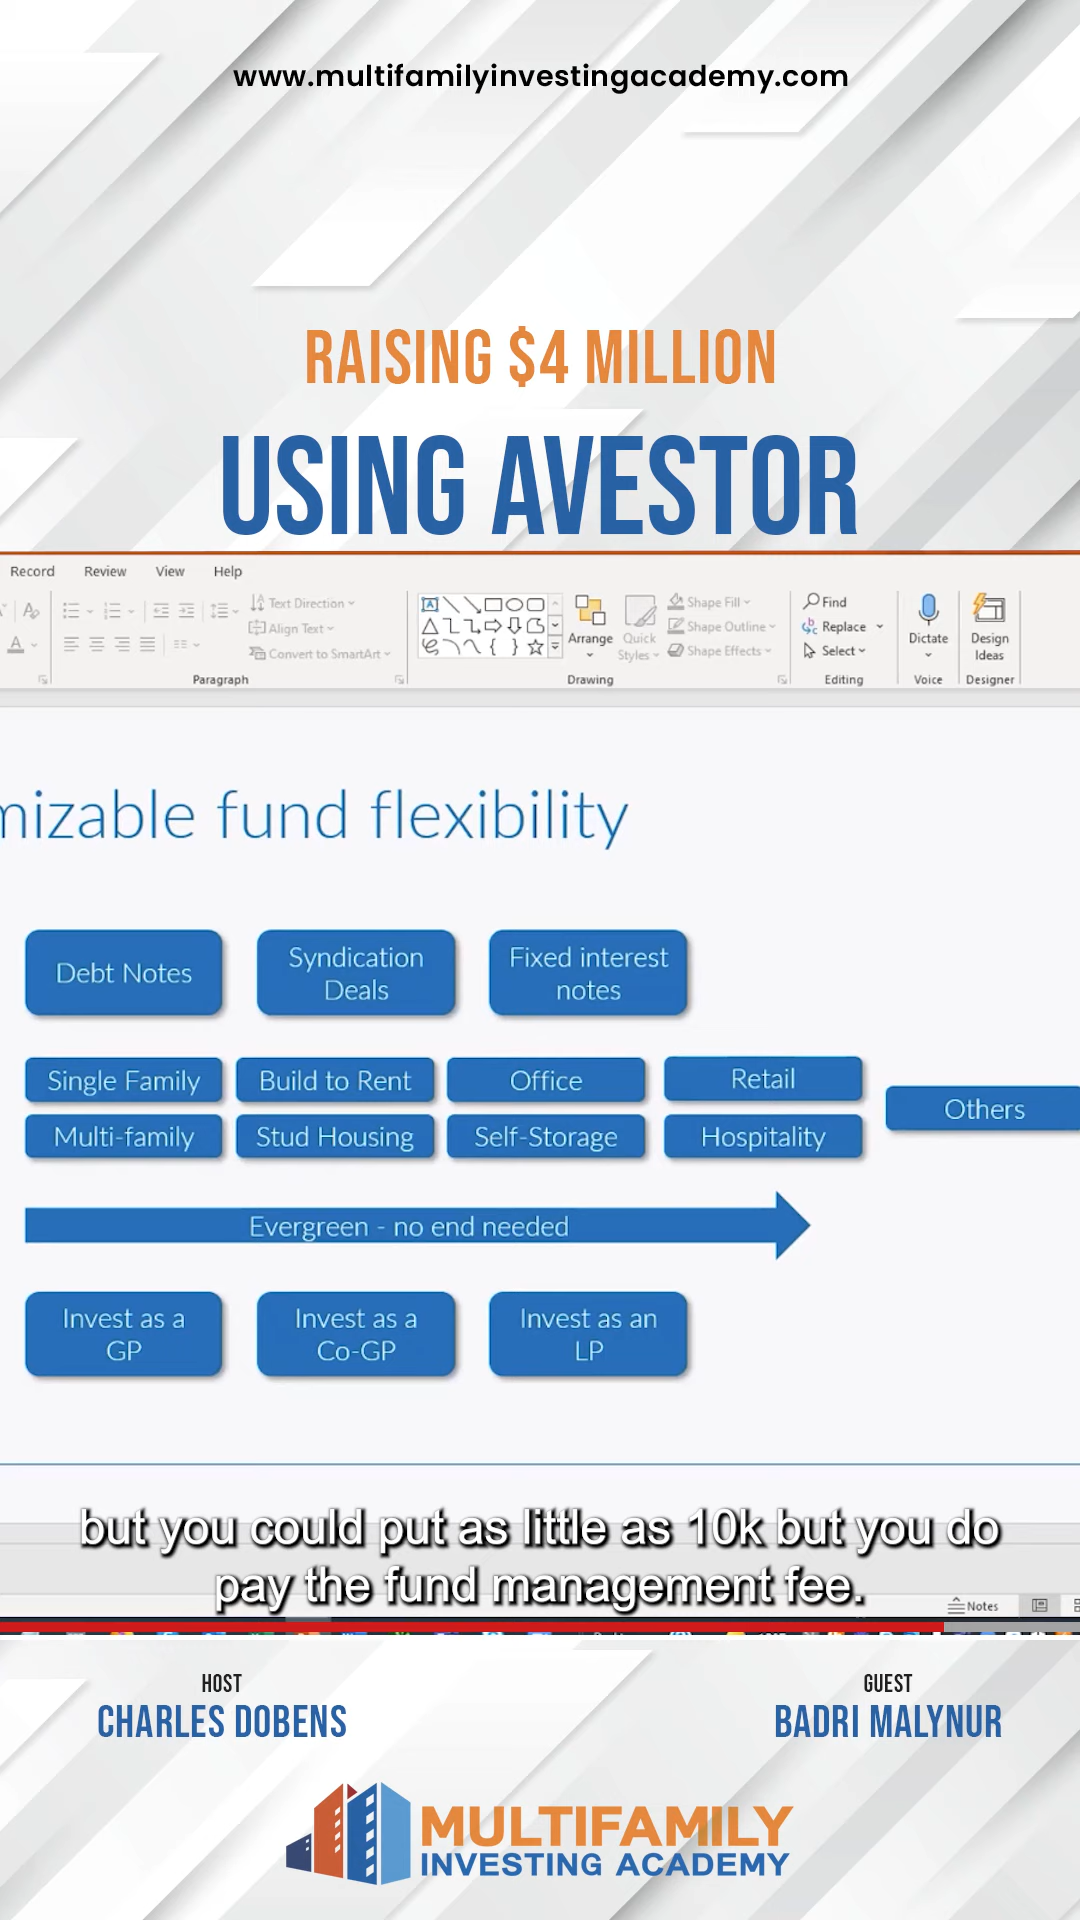 www.multifamilyinvestingacademy.com
RAISING $4 MILLION
USING AVESTOR
Record Review View Help
Text Direction
Align Text
Convert to SmartArt
Paragraph
Arrange
Quick Styles
Shape Fill
Shape Outline
Shape Effects
Drawing
Find
Replace
Select
Editing
Dictate
Voice
Design
Ideas
Designer
mizable fund flexibility
Debt Notes
Syndication
Deals
Fixed interest
notes
Single Family
Build to Rent
Office
Retail
Others
Multi-family
Stud Housing
Self-Storage
Hospitality
Evergreen - no end needed
Invest as a
GP
Invest as a
Co-GP
Invest as an
LP
but you could put as little as 10k but you do
pay the fund management fee.
Notes
HOST
CHARLES DOBENS
GUEST
BADRI MALYNUR
MULTIFAMILY
INVESTING ACADEMY